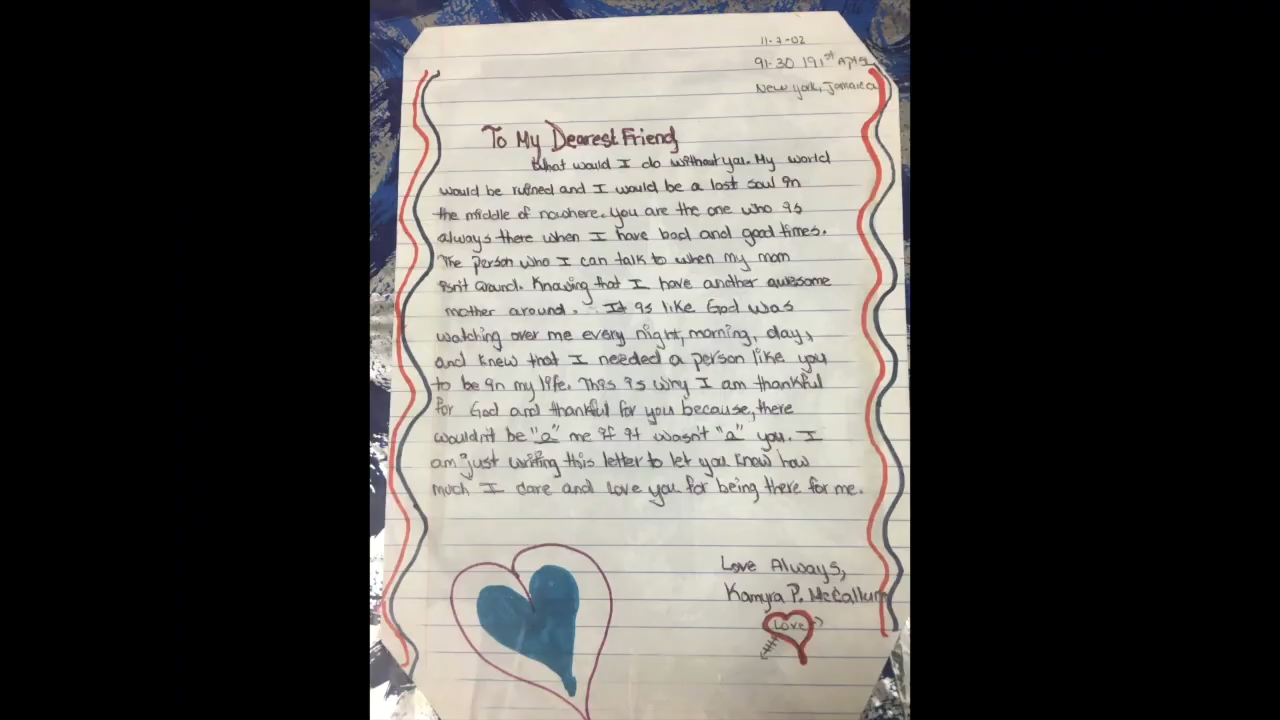 11-2-02
91-30 191st Apt 2
New York, Jamaica
To My Dearest Friend
What would I do without you. My world
would be ruined and I would be a lost soul in
the middle of nowhere. You are the one who is
always there when I have bad and good times.
The person who I can talk to when my mom
isn't around. Knowing that I have another awesome
mother around. It is like God was
watching over me every night, morning, day,
and knew that I needed a person like you
to be in my life. This is why I am thankful
for God and thankful for you because, there
wouldn't be "a" me if it wasn't "a" you. I
am just writing this letter to let you know how
much I care and love you for being there for me.
Love Always,
Kamyra P. McCallum
Love